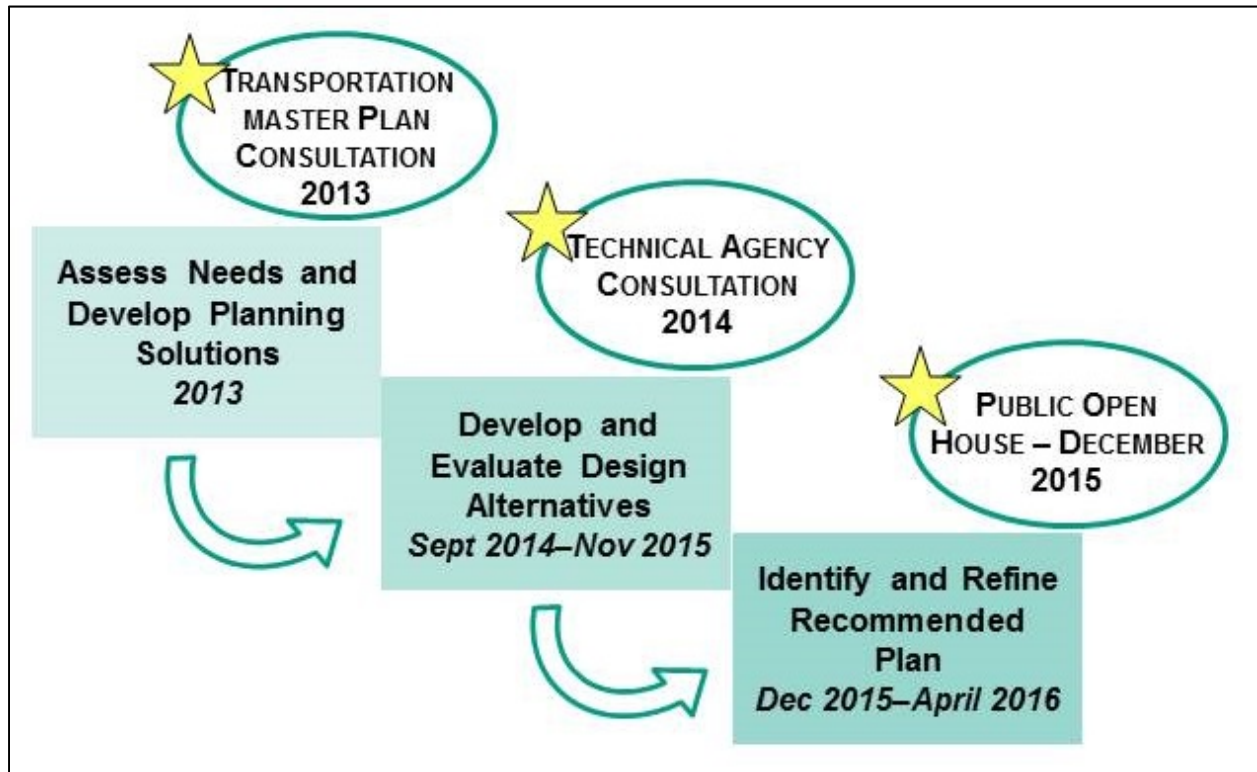 TRANSPORTATION
MASTER PLAN
CONSULTATION
2013
Assess Needs and
Develop Planning
Solutions
2013
TECHNICAL AGENCY
CONSULTATION
2014
Develop and
Evaluate Design
Alternatives
Sept 2014–Nov 2015
PUBLIC OPEN
HOUSE – DECEMBER
2015
Identify and Refine
Recommended
Plan
Dec 2015–April 2016